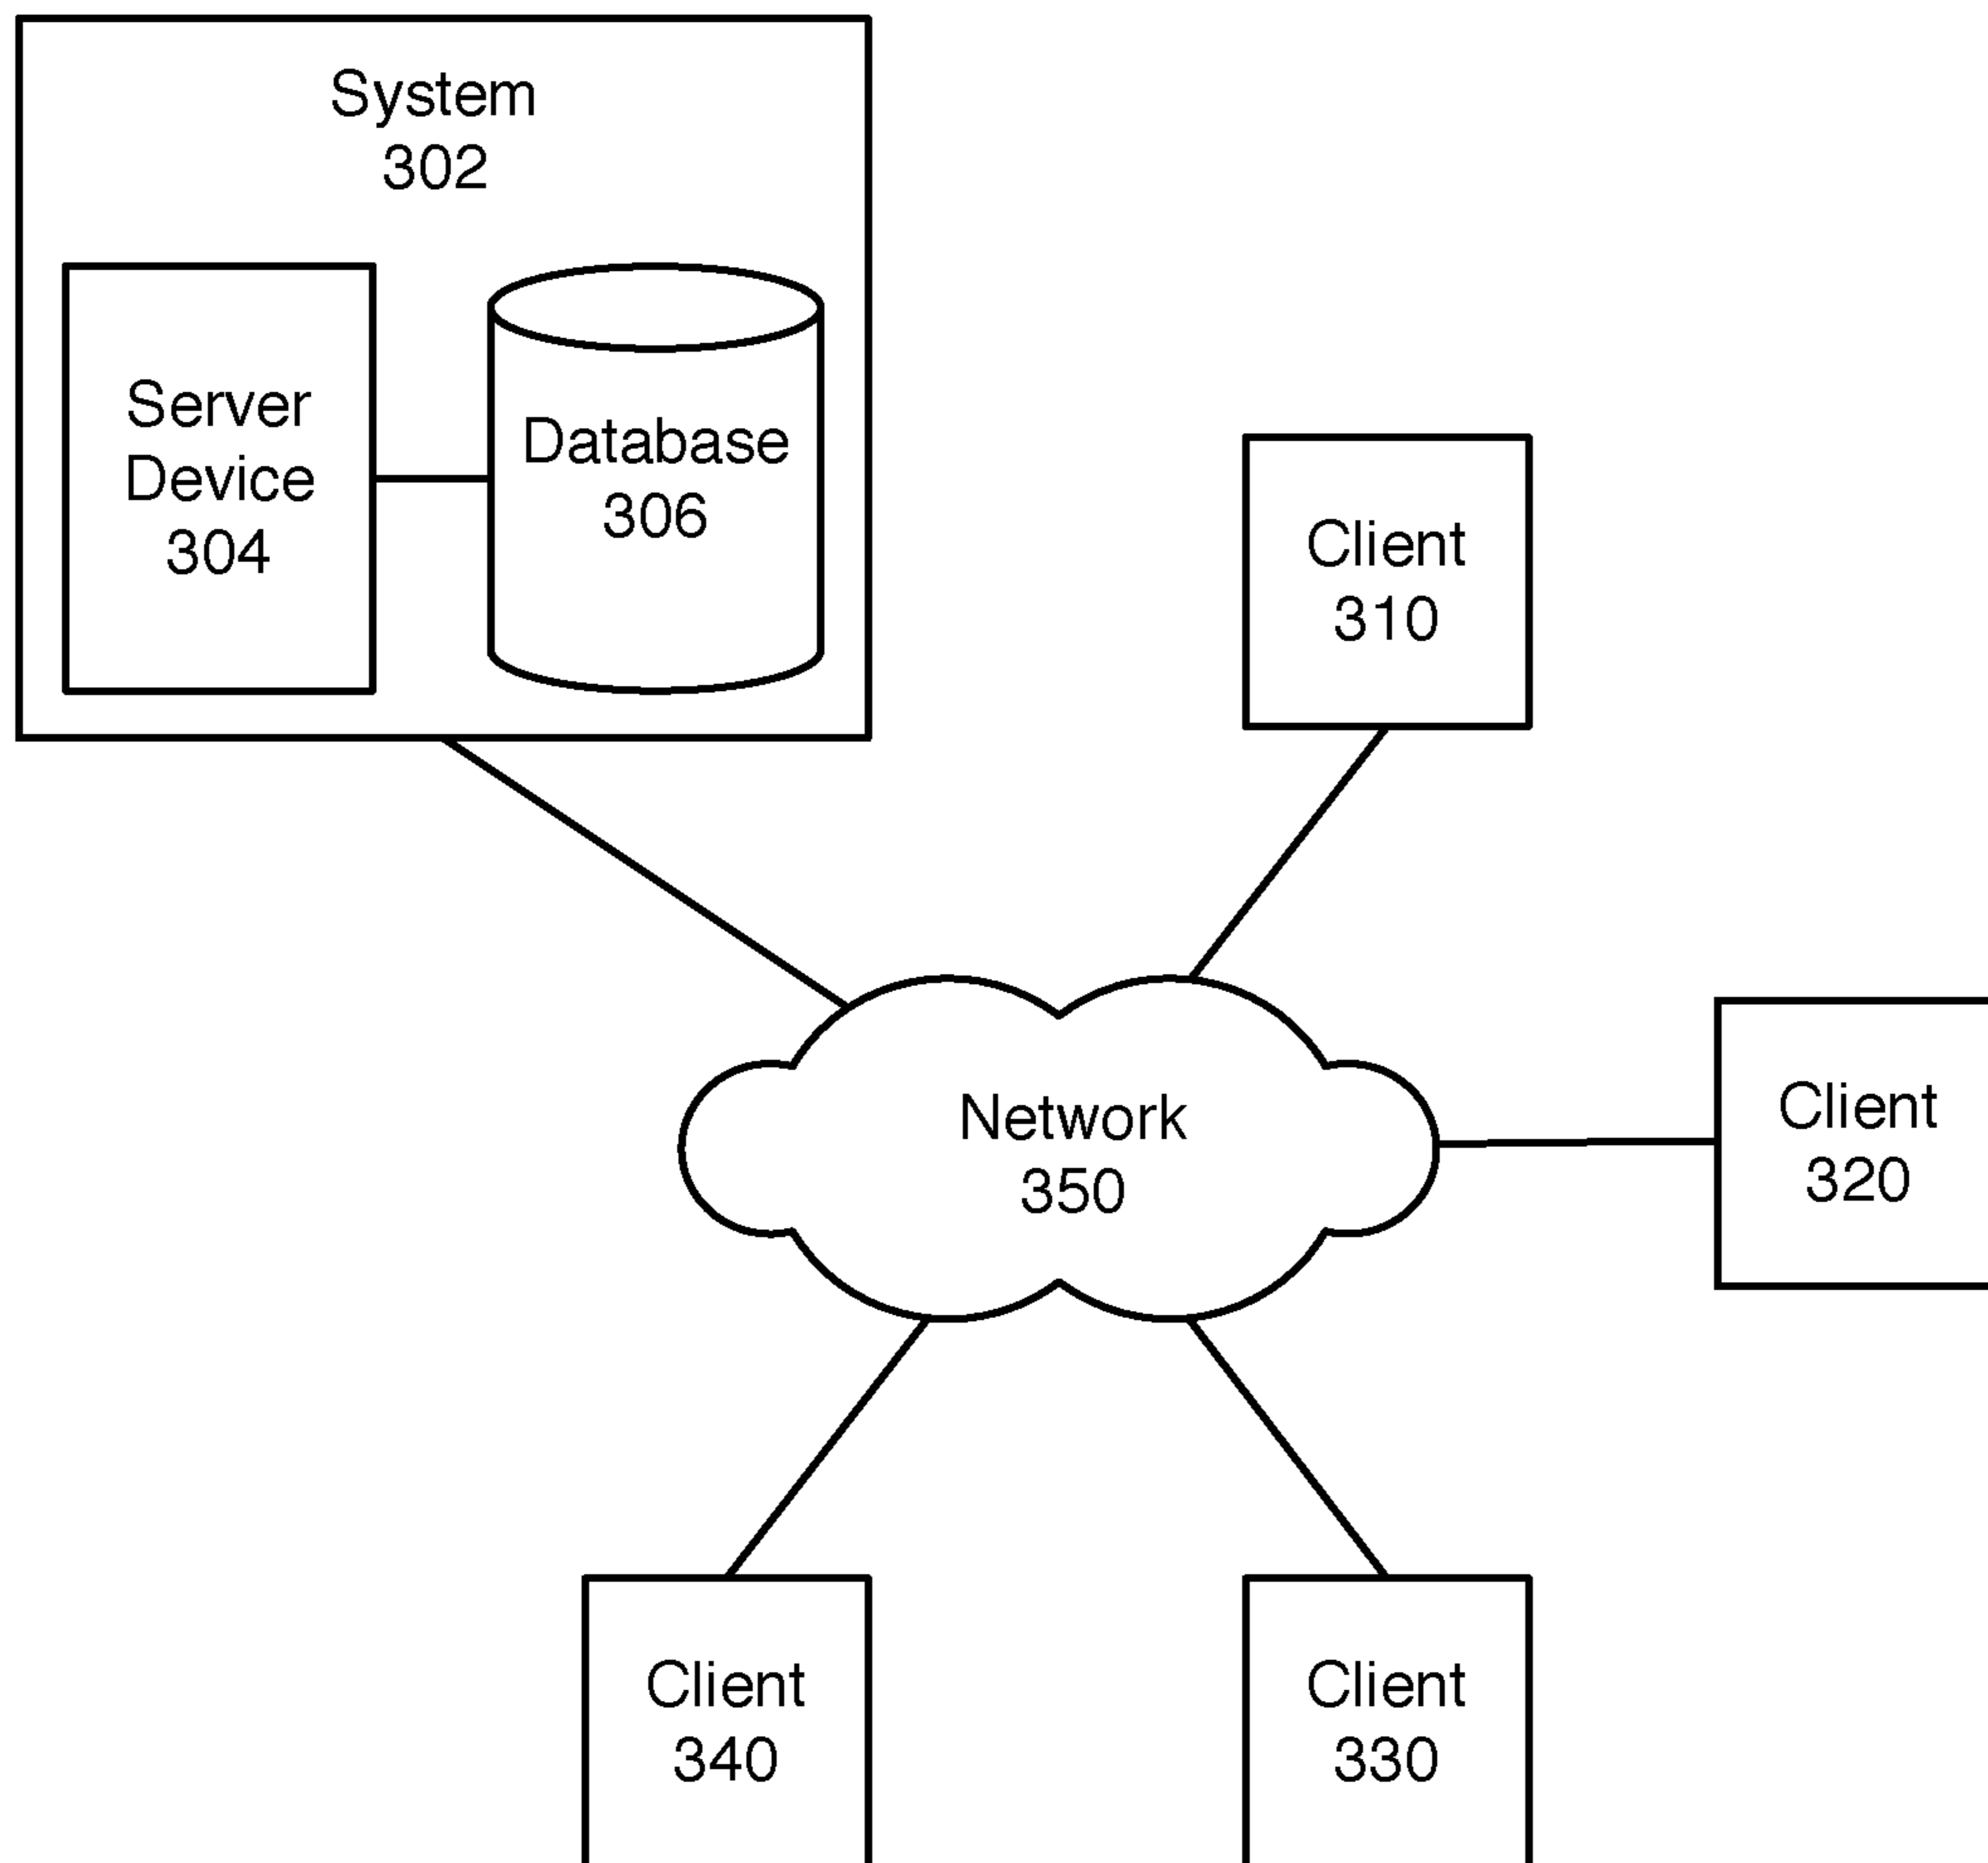 System
302
Server
Device
304
Database
306
Client
310
Network
350
Client
320
Client
340
Client
330